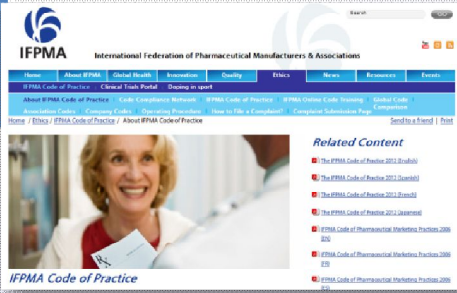 Search
GO
IFPMA
International Federation of Pharmaceutical Manufacturers & Associations
Home About IFPMA Global Health Innovation Quality Ethics News Resources Events
IFPMA Code of Practice Clinical Trials Portal Doping in sport
About IFPMA Code of Practice Code Compliance Network IFPMA Code of Practice IFPMA Online Code Training Global Code Comparison
Association Codes Company Codes Operating Procedure How to File a Complaint? Complaint Submission Page
Home / Ethics / IFPMA Code of Practice / About IFPMA Code of Practice
Send to a friend | Print
Related Content
The IFPMA Code of Practice 2012 (English)
The IFPMA Code of Practice 2012 (Spanish)
The IFPMA Code of Practice 2012 (French)
The IFPMA Code of Practice 2012 (Japanese)
IFPMA Code of Pharmaceutical Marketing Practices 2006
(EN)
IFPMA Code of Pharmaceutical Marketing Practices 2006
(FR)
IFPMA Code of Pharmaceutical Marketing Practices 2006
(ES)
IFPMA Code of Practice